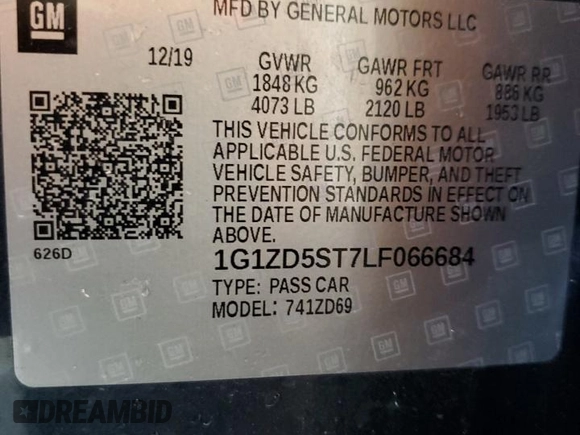 GM
MFD BY GENERAL MOTORS LLC
12/19 GVWR GAWR FRT GAWR RR
1848 KG 962 KG 886 KG
4073 LB 2120 LB 1953 LB
THIS VEHICLE CONFORMS TO ALL
APPLICABLE U.S. FEDERAL MOTOR
VEHICLE SAFETY, BUMPER, AND THEFT
PREVENTION STANDARDS IN EFFECT ON
THE DATE OF MANUFACTURE SHOWN
ABOVE.
626D
1G1ZD5ST7LF066684
TYPE: PASS CAR
MODEL: 741ZD69
DREAMBID